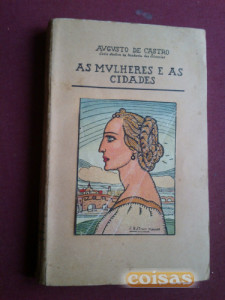 AUGUSTO DE CASTRO
AS MULHERES E AS
CIDADES
coisas